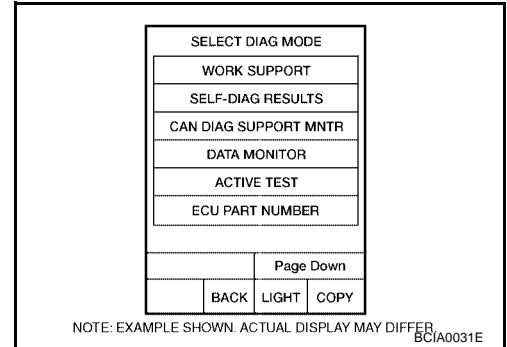 SELECT DIAG MODE
WORK SUPPORT
SELF-DIAG RESULTS
CAN DIAG SUPPORT MNTR
DATA MONITOR
ACTIVE TEST
ECU PART NUMBER
Page Down
BACK LIGHT COPY
NOTE: EXAMPLE SHOWN. ACTUAL DISPLAY MAY DIFFER.
BCIA0031E